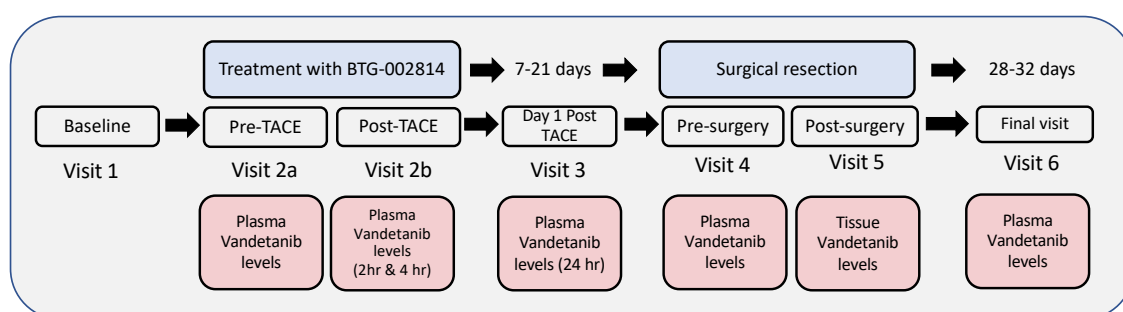 Treatment with BTG-002814
7-21 days
Surgical resection
28-32 days
Baseline
Pre-TACE
Post-TACE
Day 1 Post
TACE
Pre-surgery
Post-surgery
Final visit
Visit 1
Visit 2a
Visit 2b
Visit 3
Visit 4
Visit 5
Visit 6
Plasma
Vandetanib
levels
Plasma
Vandetanib
levels
(2hr & 4 hr)
Plasma
Vandetanib
levels (24 hr)
Plasma
Vandetanib
levels
Tissue
Vandetanib
levels
Plasma
Vandetanib
levels